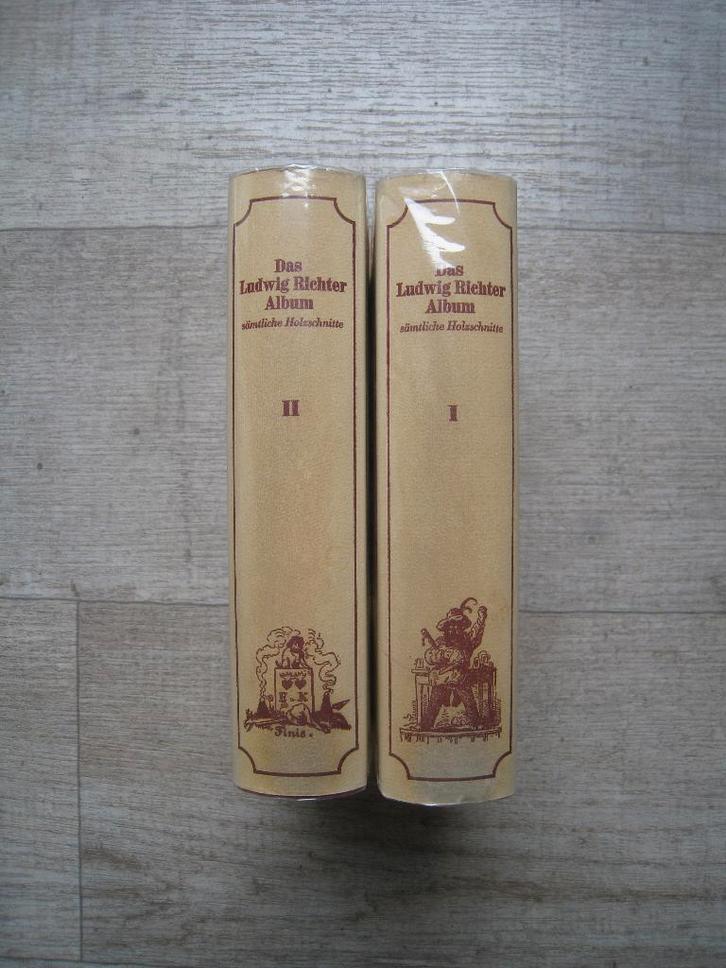 Das
Ludwig Richter
Album
sämtliche Holzschnitte
II
Finis.
Das
Ludwig Richter
Album
sämtliche Holzschnitte
I